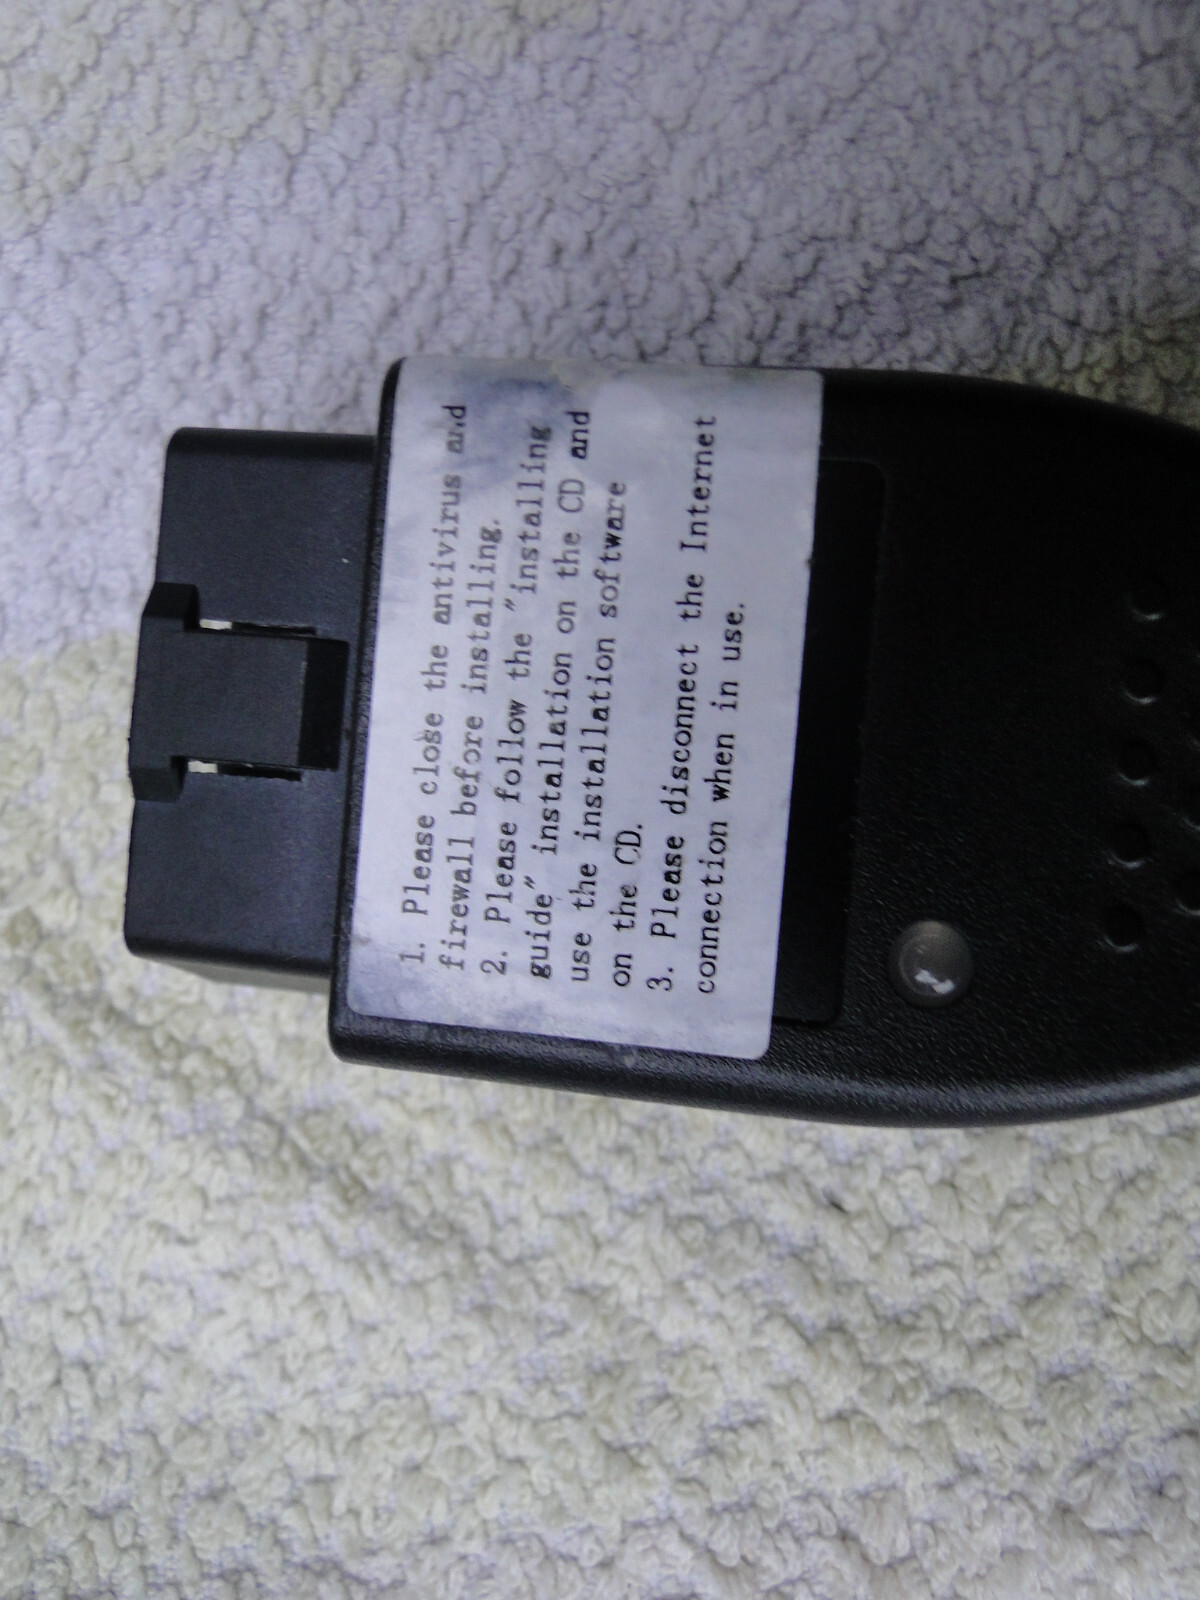 1. Please close the antivirus and
firewall before installing.
2. Please follow the "installing
guide" installation on the CD and
use the installation software
on the CD.
3. Please disconnect the Internet
connection when in use.